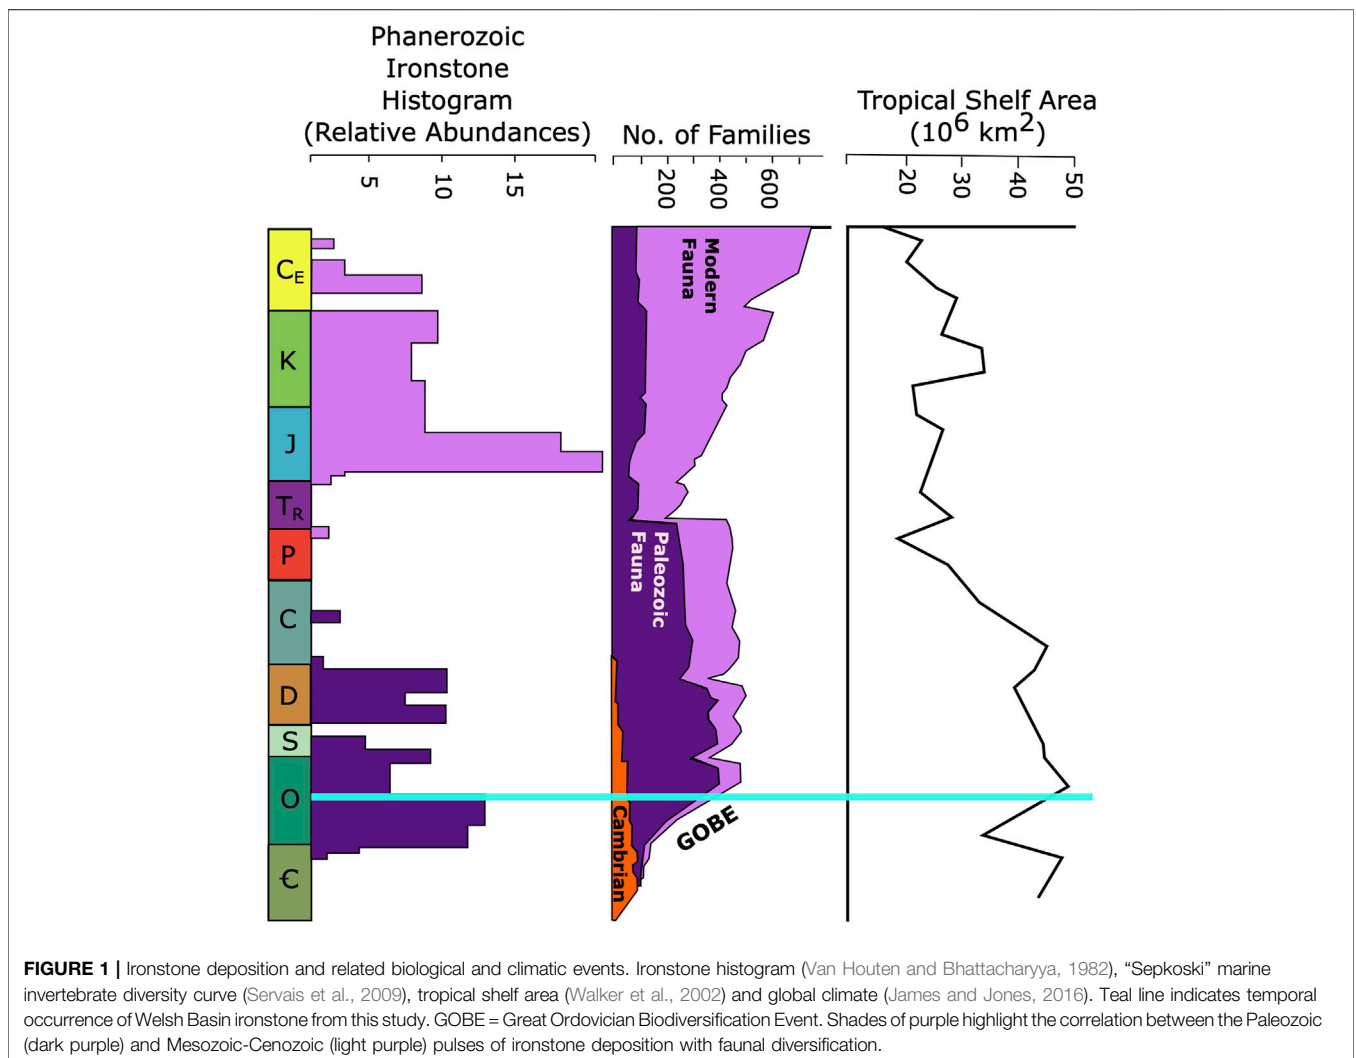 Phanerozoic
Ironstone
Histogram
(Relative Abundances)
No. of Families
Tropical Shelf Area
(10⁶ km²)
5
10
15
200
400
600
20
30
40
50
CE
K
J
TR
P
C
D
S
O
Ꞓ
Modern
Fauna
Paleozoic
Fauna
Cambrian
GOBE
FIGURE 1 | Ironstone deposition and related biological and climatic events. Ironstone histogram (Van Houten and Bhattacharyya, 1982), “Sepkoski” marine
invertebrate diversity curve (Servais et al., 2009), tropical shelf area (Walker et al., 2002) and global climate (James and Jones, 2016). Teal line indicates temporal
occurrence of Welsh Basin ironstone from this study. GOBE = Great Ordovician Biodiversification Event. Shades of purple highlight the correlation between the Paleozoic
(dark purple) and Mesozoic-Cenozoic (light purple) pulses of ironstone deposition with faunal diversification.